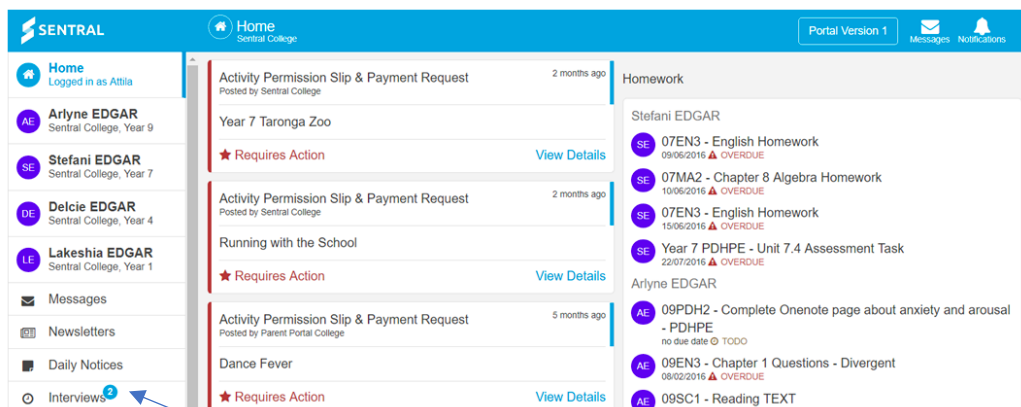 SENTRAL
Home
Sentral College
Portal Version 1
Messages
Notifications
Home
Logged in as Attila
AE
Arlyne EDGAR
Sentral College, Year 9
SE
Stefani EDGAR
Sentral College, Year 7
DE
Delcie EDGAR
Sentral College, Year 4
LE
Lakeshia EDGAR
Sentral College, Year 1
Messages
Newsletters
Daily Notices
Interviews 2
Activity Permission Slip & Payment Request
2 months ago
Posted by Sentral College
Year 7 Taronga Zoo
Requires Action
View Details
Activity Permission Slip & Payment Request
2 months ago
Posted by Sentral College
Running with the School
Requires Action
View Details
Activity Permission Slip & Payment Request
5 months ago
Posted by Parent Portal College
Dance Fever
Requires Action
View Details
Homework
Stefani EDGAR
SE
07EN3 - English Homework
09/06/2016 OVERDUE
SE
07MA2 - Chapter 8 Algebra Homework
10/06/2016 OVERDUE
SE
07EN3 - English Homework
15/06/2016 OVERDUE
SE
Year 7 PDHPE - Unit 7.4 Assessment Task
22/07/2016 OVERDUE
Arlyne EDGAR
AE
09PDH2 - Complete Onenote page about anxiety and arousal
- PDHPE
no due date TODO
AE
09EN3 - Chapter 1 Questions - Divergent
08/02/2016 OVERDUE
AE
09SC1 - Reading TEXT